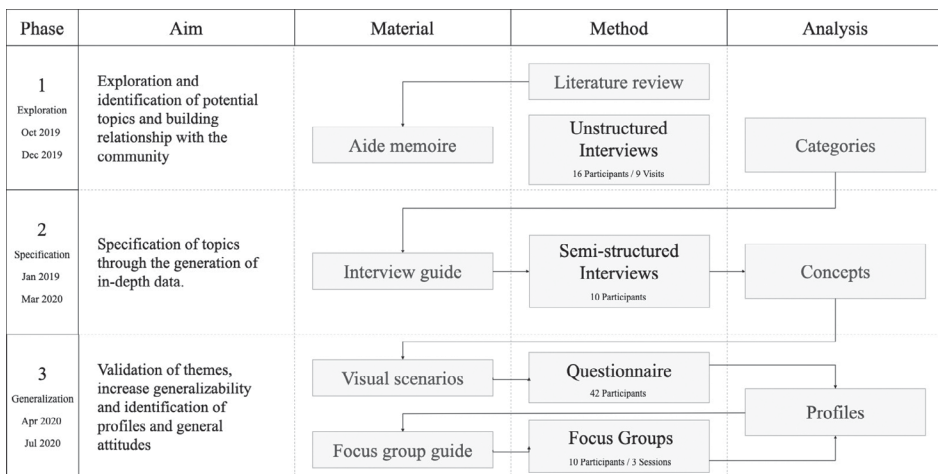 Phase Aim Material Method Analysis
1
Exploration
Oct 2019
Dec 2019
Exploration and
identification of potential
topics and building
relationship with the
community
Literature review
Aide memoire
Unstructured
Interviews
16 Participants / 9 Visits
Categories
2
Specification
Jan 2019
Mar 2020
Specification of topics
through the generation of
in-depth data.
Interview guide
Semi-structured
Interviews
10 Participants
Concepts
3
Generalization
Apr 2020
Jul 2020
Validation of themes,
increase generalizability
and identification of
profiles and general
attitudes
Visual scenarios
Questionnaire
42 Participants
Profiles
Focus group guide
Focus Groups
10 Participants / 3 Sessions